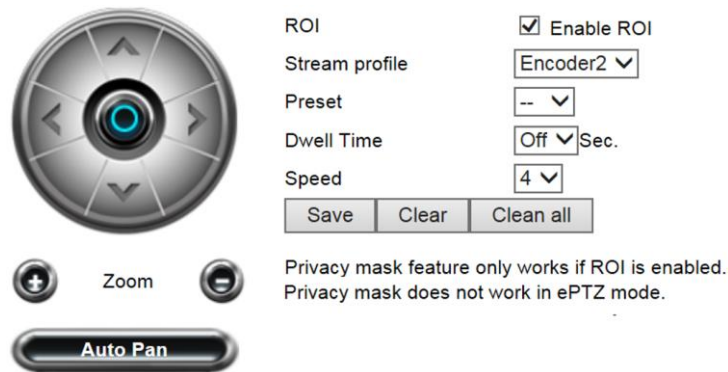 ROI Enable ROI
Stream profile Encoder2
Preset --
Dwell Time Off Sec.
Speed 4
Save Clear Clean all
+ Zoom -
Privacy mask feature only works if ROI is enabled.
Privacy mask does not work in ePTZ mode.
Auto Pan